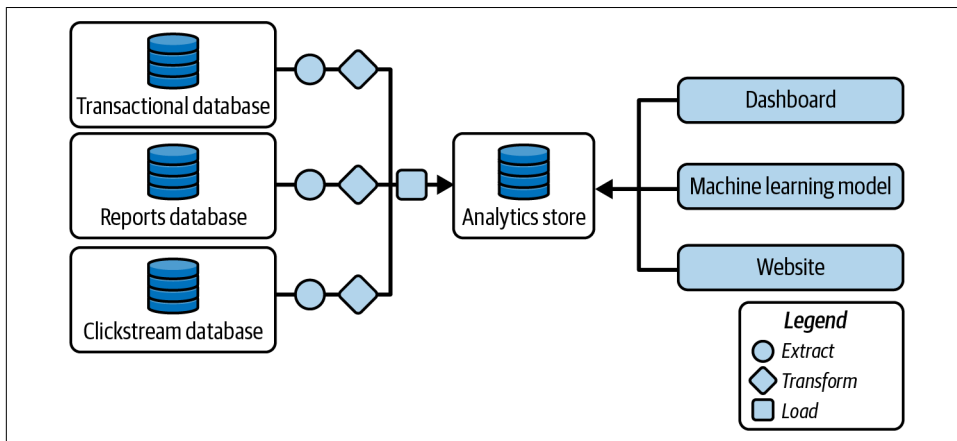 Transactional database
Reports database
Clickstream database
Analytics store
Dashboard
Machine learning model
Website
Legend
Extract
Transform
Load